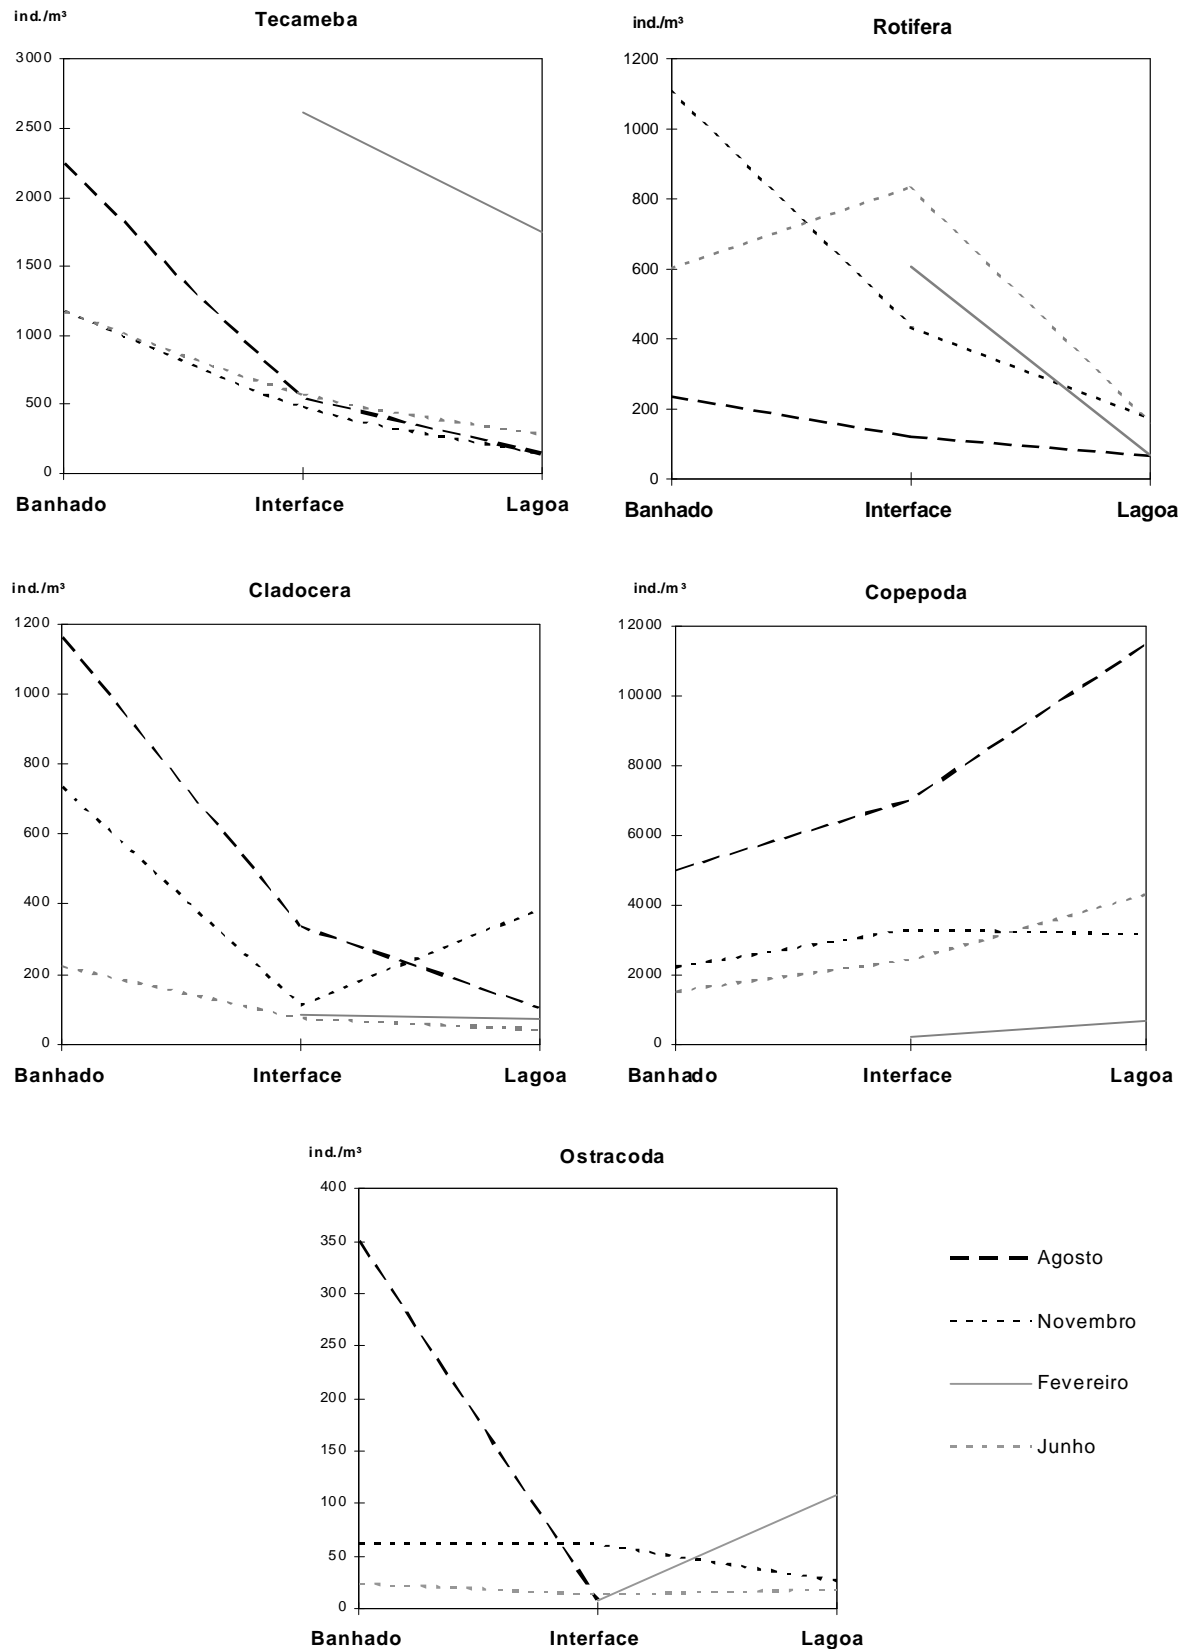 ind./m³
Tecameba
3000
2500
2000
1500
1000
500
0
Banhado Interface Lagoa
ind./m³
Rotifera
1200
1000
800
600
400
200
0
Banhado Interface Lagoa
ind./m³
Cladocera
1200
1000
800
600
400
200
0
Banhado Interface Lagoa
ind./m³
Copepoda
12000
10000
8000
6000
4000
2000
0
Banhado Interface Lagoa
ind./m³
Ostracoda
400
350
300
250
200
150
100
50
0
Banhado Interface Lagoa
Agosto
Novembro
Fevereiro
Junho